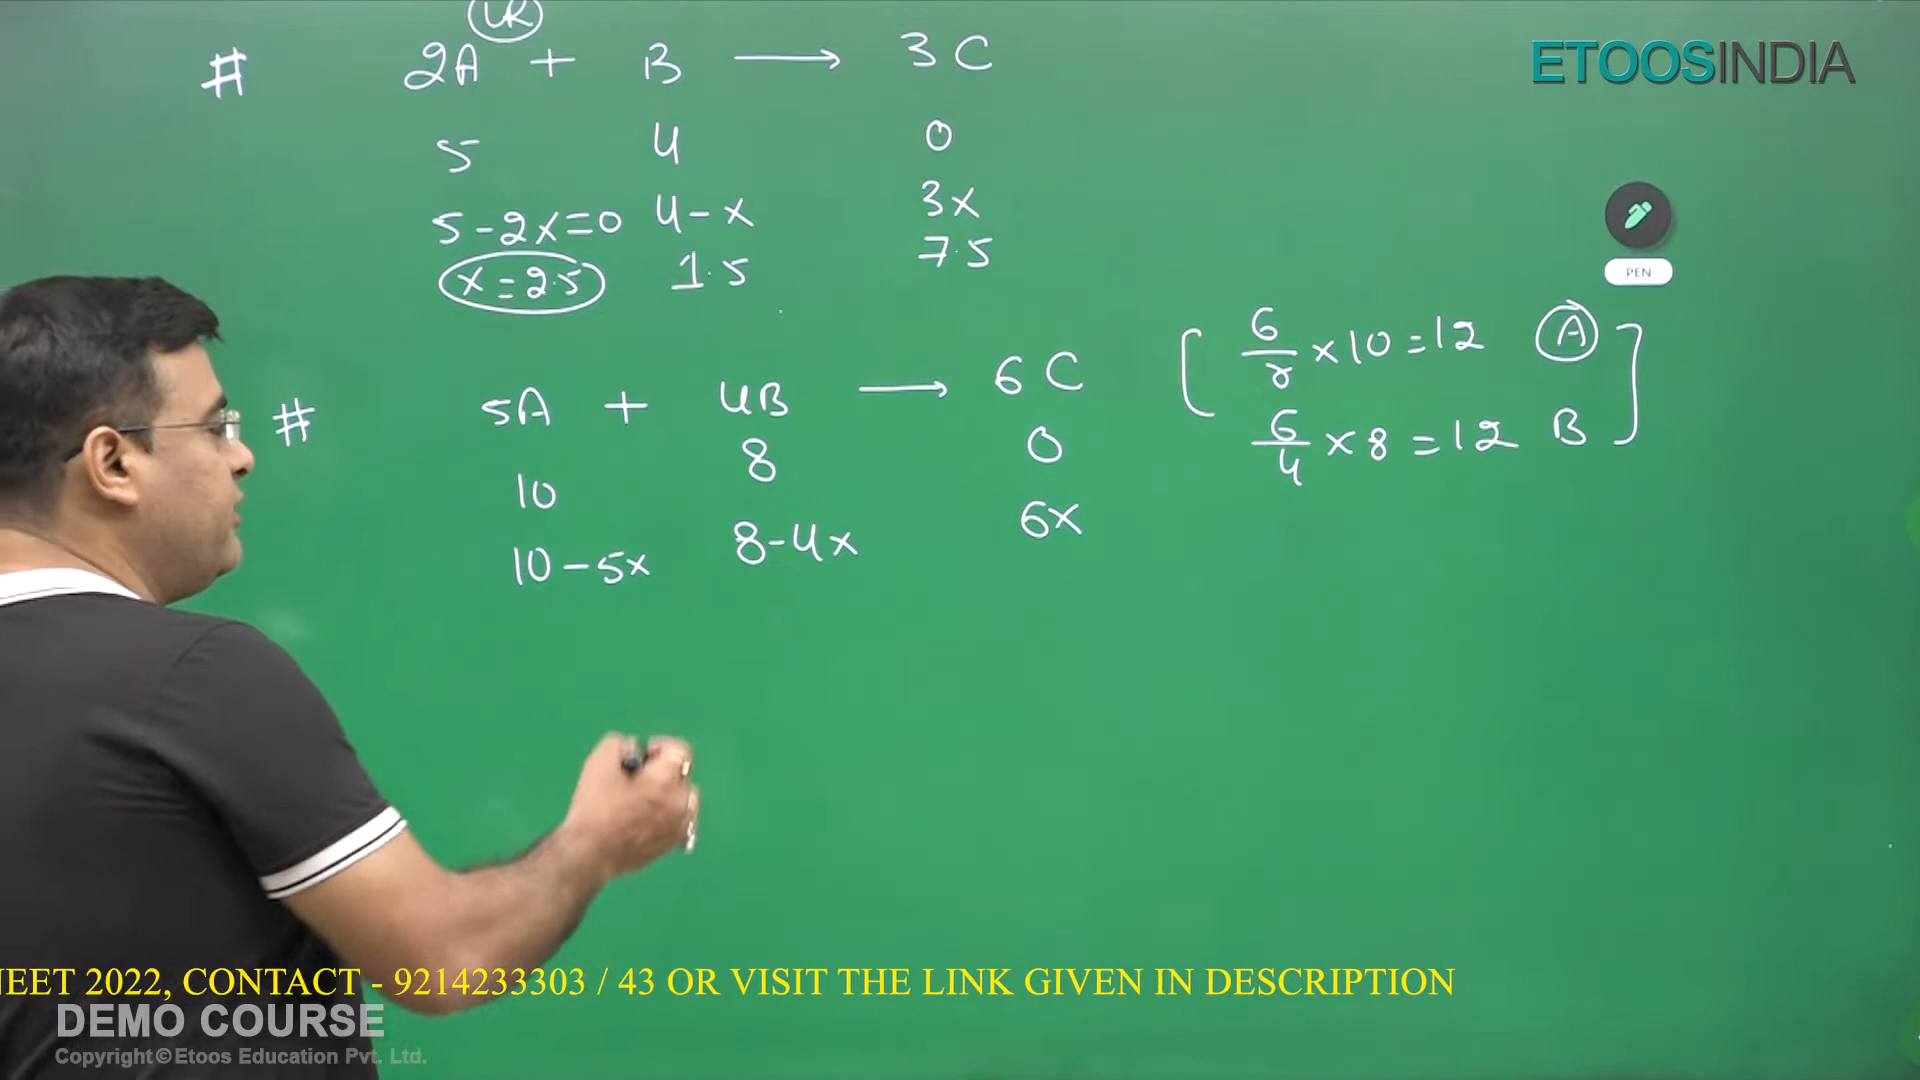 LR
# 2A + B → 3C
ETOOSINDIA
5 4 0
5-2x=0 4-x 3x
x=2.5 1.5 7.5
PEN
# 5A + 4B → 6C
10 8 0
10-5x 8-4x 6x
6/5 × 10 = 12 A
6/4 × 8 = 12 B
NEET 2022, CONTACT - 9214233303 / 43 OR VISIT THE LINK GIVEN IN DESCRIPTION
DEMO COURSE
Copyright © Etoos Education Pvt. Ltd.